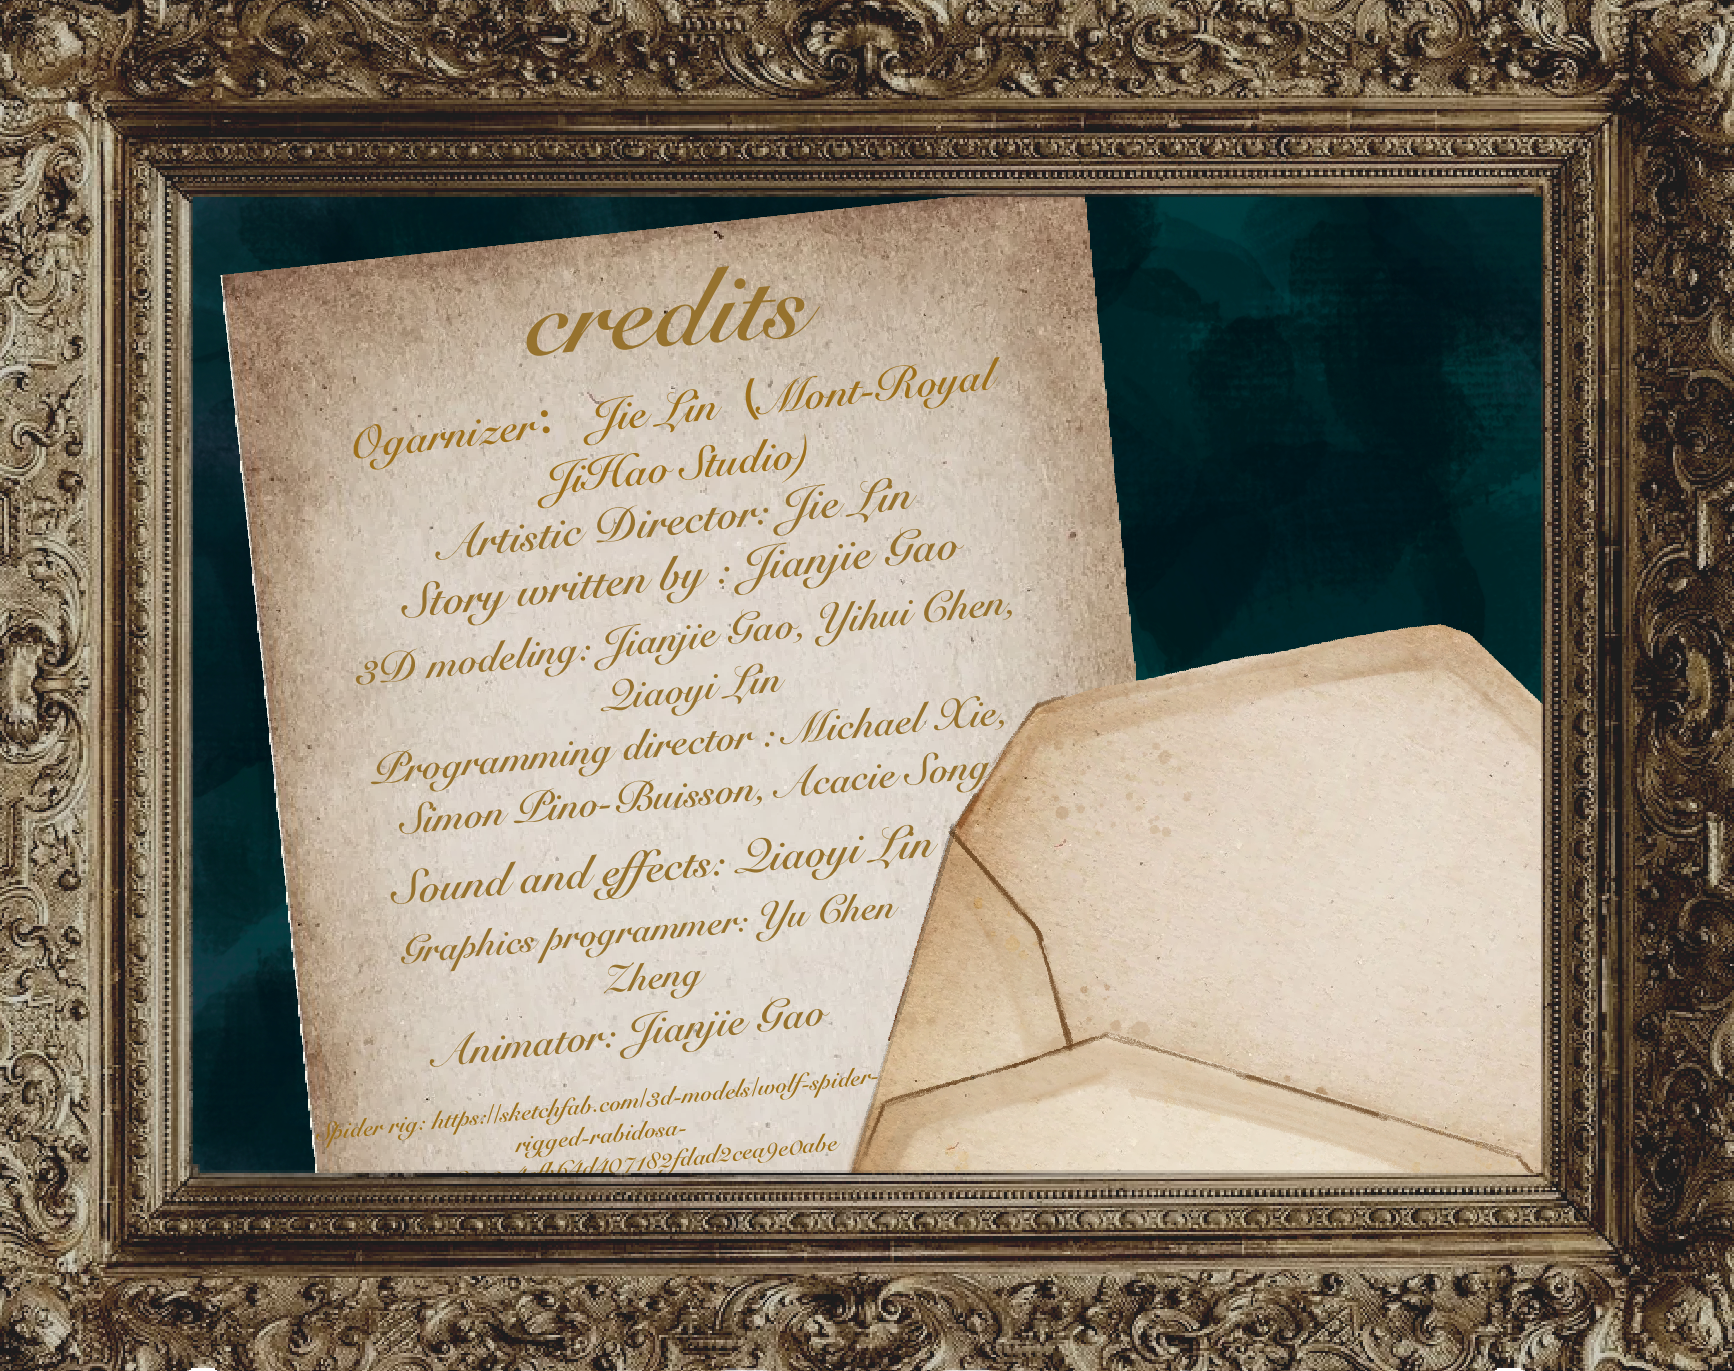 credits
Ogarnizer: Jie Lin (Mont-Royal
JiHao Studio)
Artistic Director: Jie Lin
Story written by : Jianjie Gao
3D modeling: Jianjie Gao, Yihui Chen,
Qiaoyi Lin
Programming director : Michael Xie,
Simon Pino-Buisson, Acacie Song
Sound and effects: Qiaoyi Lin
Graphics programmer: Yu Chen
Zheng
Animator: Jianjie Gao
Spider rig: https://sketchfab.com/3d-models/wolf-spider-
rigged-rabidosa-